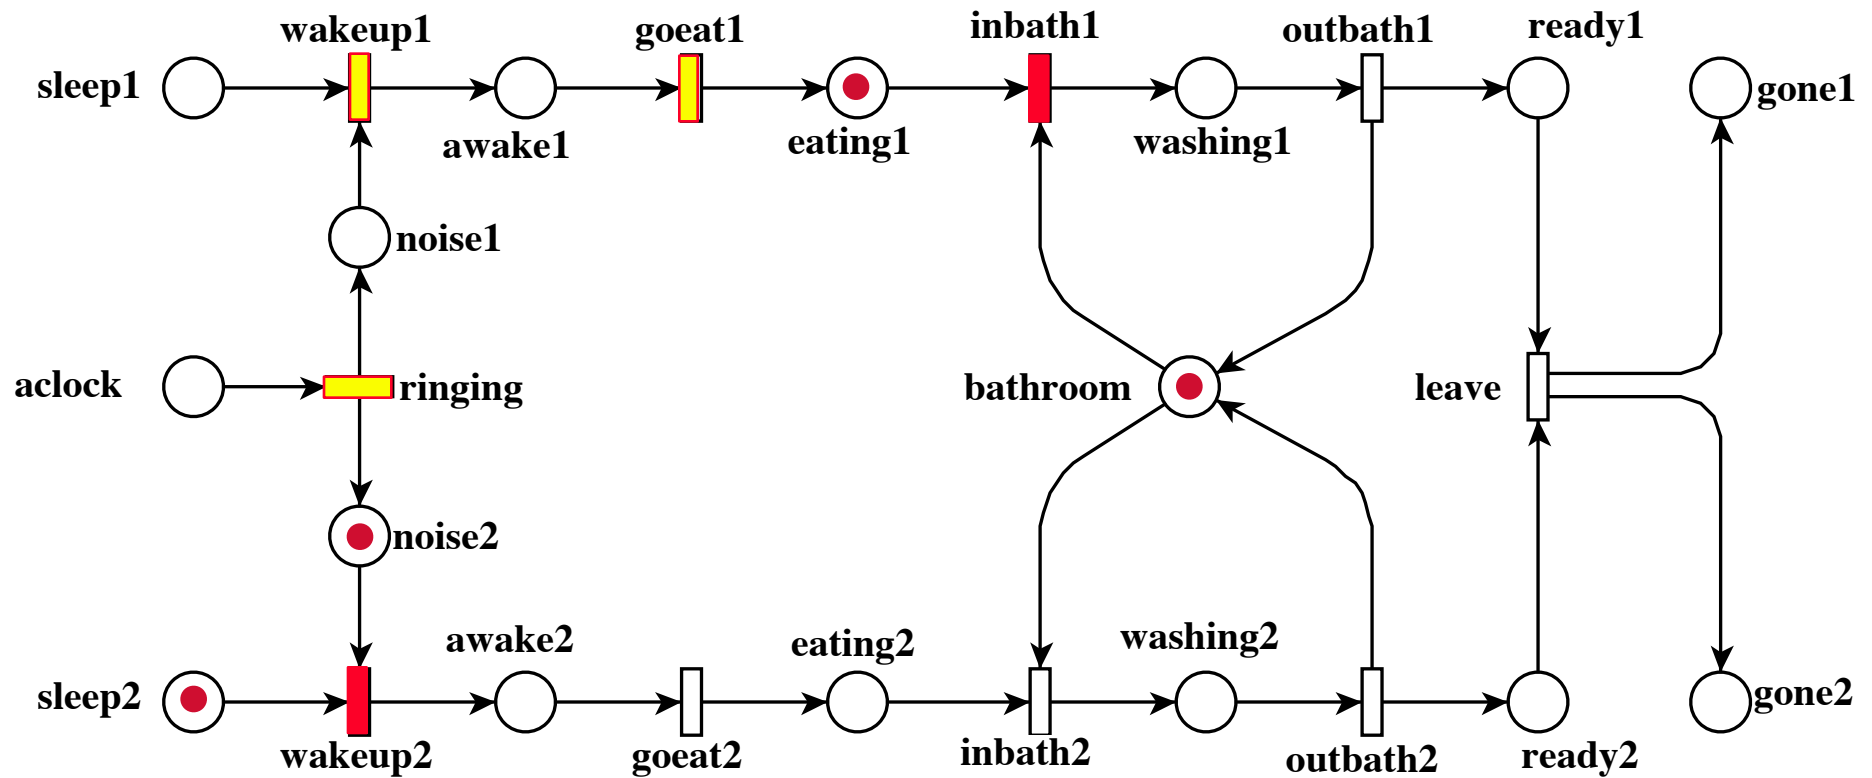 wakeup1
goeat1
inbath1
outbath1
ready1
sleep1
gone1
awake1
eating1
washing1
noise1
aclock
ringing
bathroom
leave
noise2
awake2
eating2
washing2
sleep2
gone2
wakeup2
goeat2
inbath2
outbath2
ready2